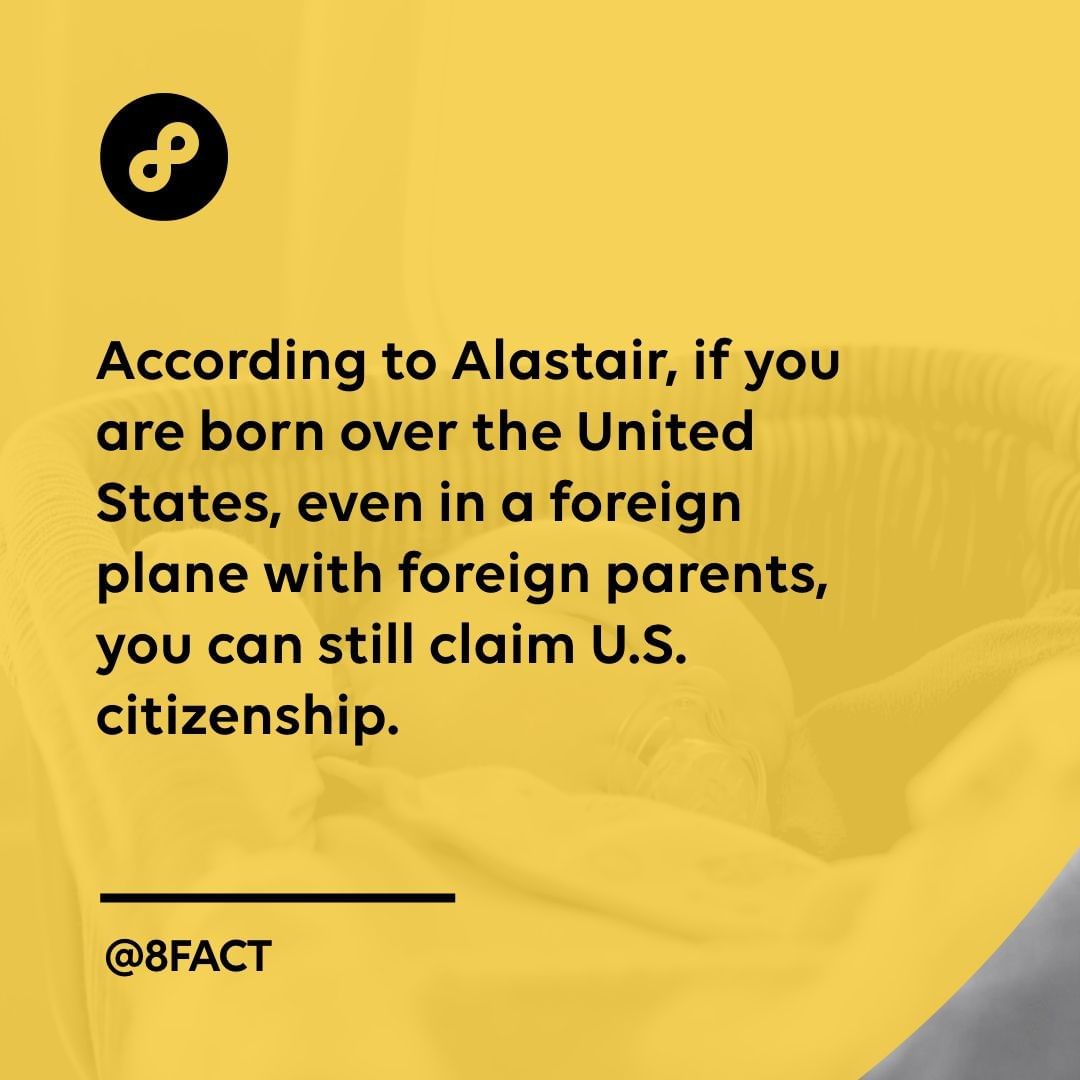 According to Alastair, if you
are born over the United
States, even in a foreign
plane with foreign parents,
you can still claim U.S.
citizenship.
@8FACT